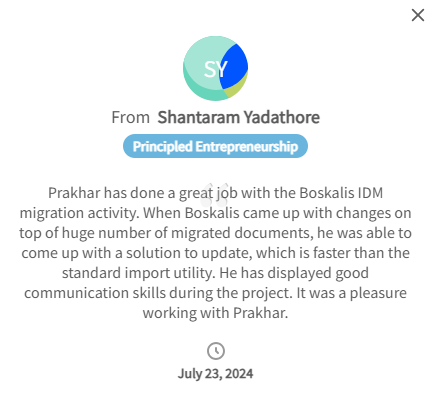 SY
From Shantaram Yadathore
Principled Entrepreneurship
Prakhar has done a great job with the Boskalis IDM
migration activity. When Boskalis came up with changes on
top of huge number of migrated documents, he was able to
come up with a solution to update, which is faster than the
standard import utility. He has displayed good
communication skills during the project. It was a pleasure
working with Prakhar.
July 23, 2024